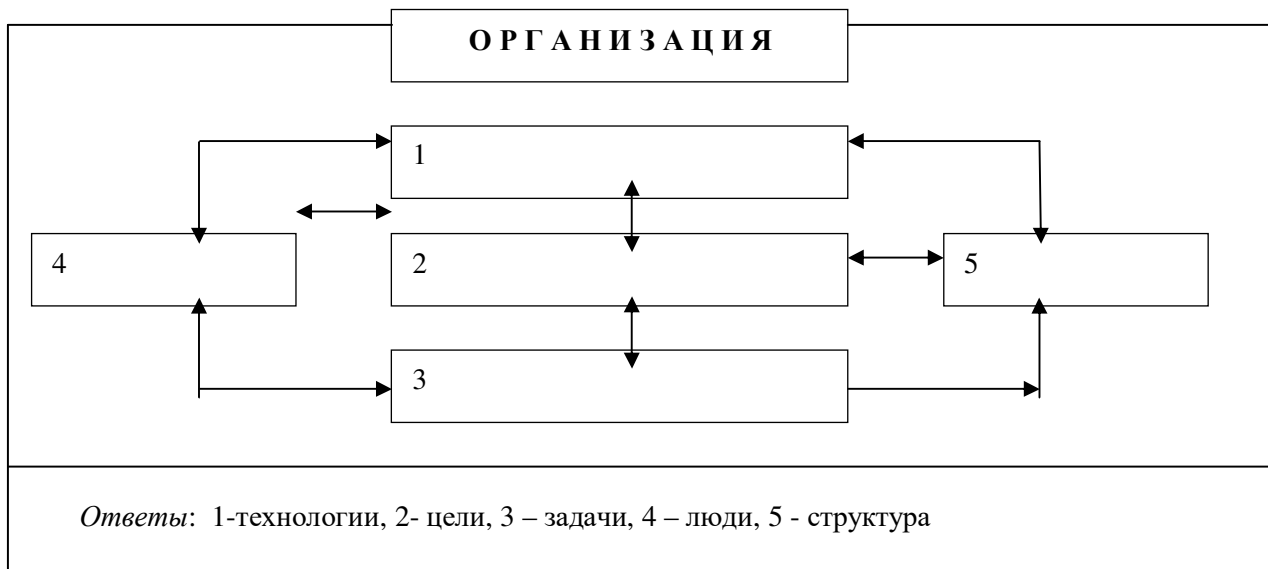 О Р Г А Н И З А Ц И Я
1
4
2
5
3
Ответы: 1-технологии, 2- цели, 3 – задачи, 4 – люди, 5 - структура